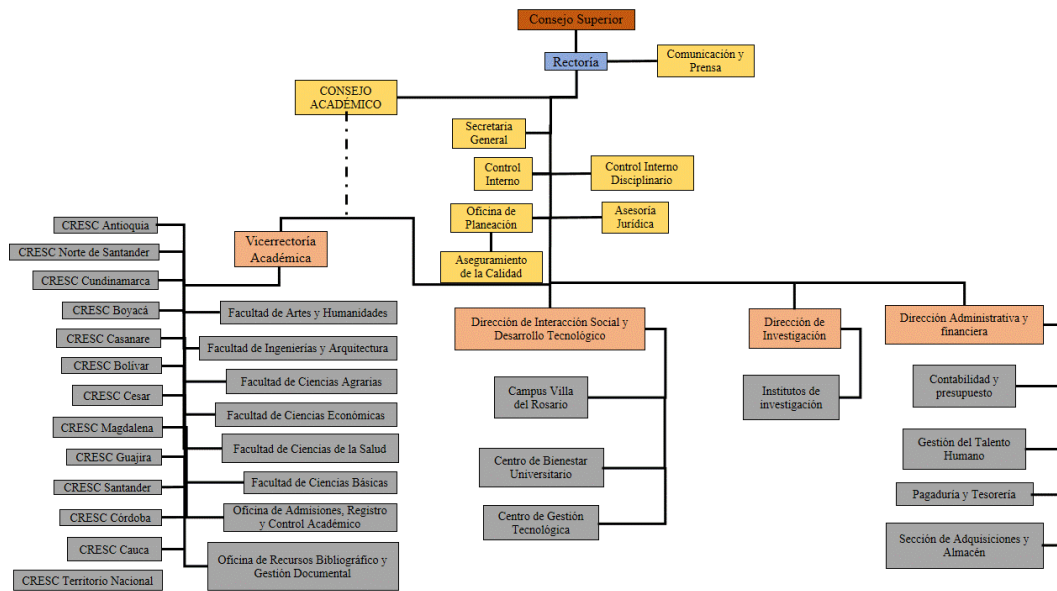 Consejo Superior
Rectoría
Comunicación y
Prensa
CONSEJO
ACADÉMICO
Secretaria
General
Control
Interno
Control Interno
Disciplinario
Oficina de
Planeación
Asesoría
Jurídica
Aseguramiento
de la Calidad
Vicerrectoría
Académica
CRESC Antioquia
CRESC Norte de Santander
CRESC Cundinamarca
CRESC Boyacá
CRESC Casanare
CRESC Bolívar
CRESC Cesar
CRESC Magdalena
CRESC Guajira
CRESC Santander
CRESC Córdoba
CRESC Cauca
CRESC Territorio Nacional
Facultad de Artes y Humanidades
Facultad de Ingenierías y Arquitectura
Facultad de Ciencias Agrarias
Facultad de Ciencias Económicas
Facultad de Ciencias de la Salud
Facultad de Ciencias Básicas
Oficina de Admisiones, Registro
y Control Académico
Oficina de Recursos Bibliográfico y
Gestión Documental
Dirección de Interacción Social y
Desarrollo Tecnológico
Campus Villa
del Rosario
Centro de Bienestar
Universitario
Centro de Gestión
Tecnológica
Dirección de
Investigación
Institutos de
investigación
Dirección Administrativa y
financiera
Contabilidad y
presupuesto
Gestión del Talento
Humano
Pagaduría y Tesorería
Sección de Adquisiciones y
Almacén